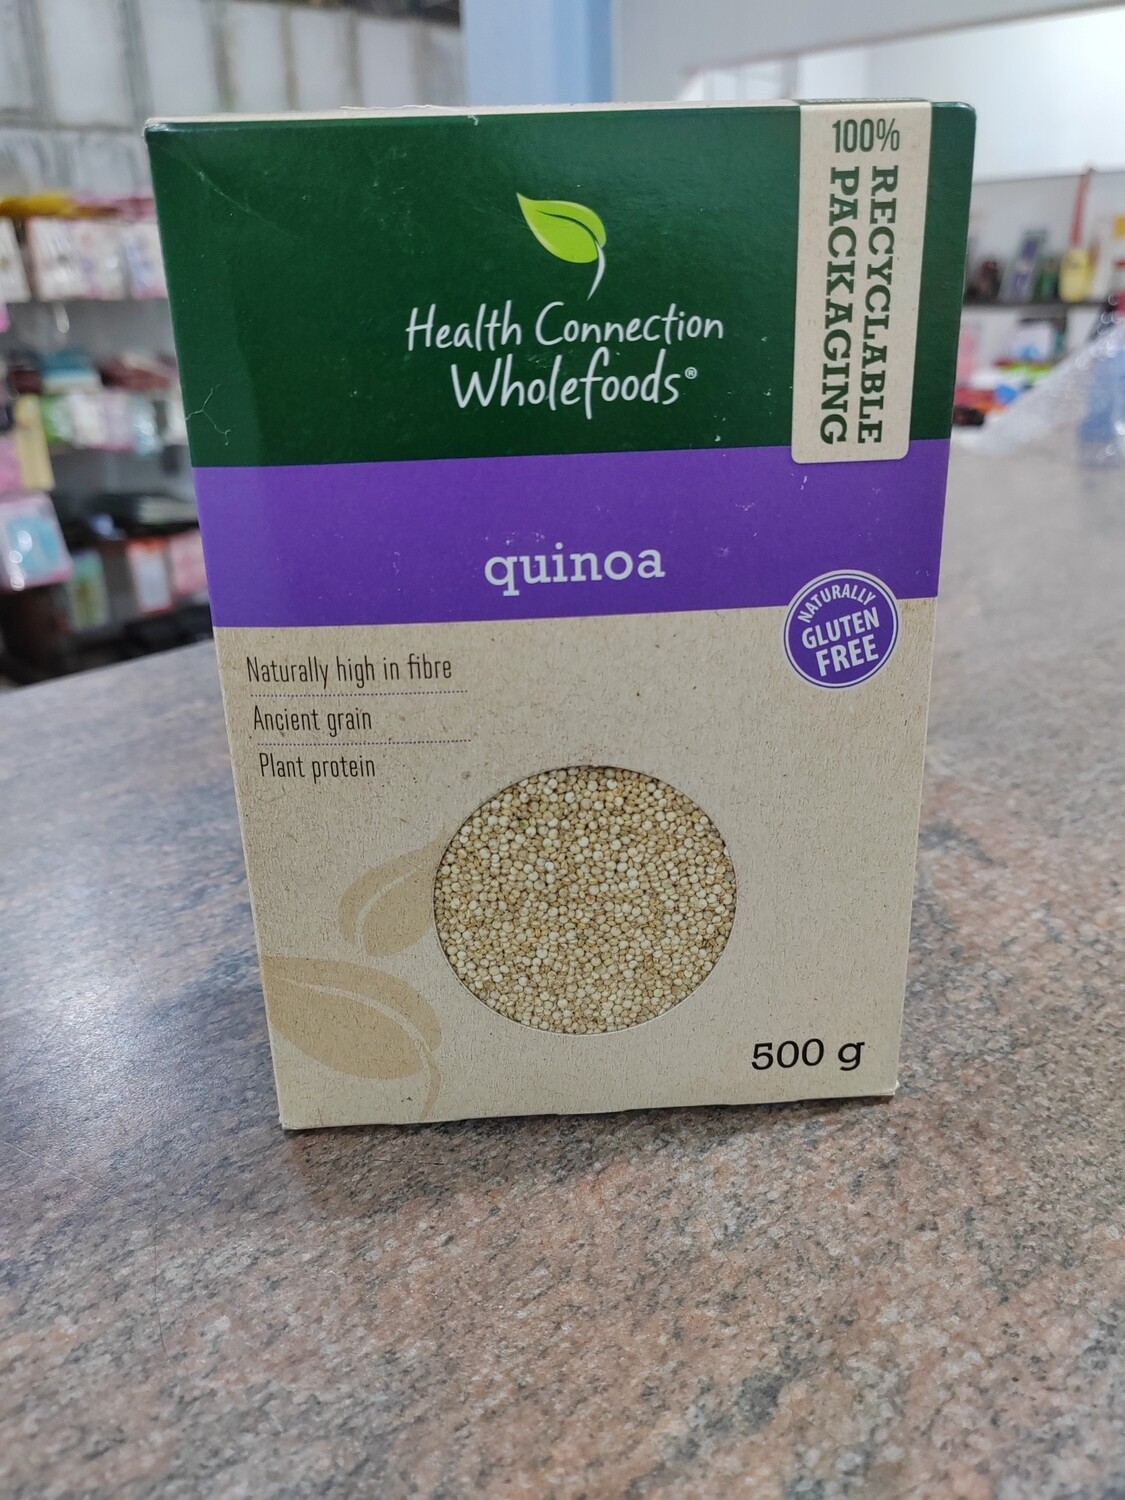 100%
RECYCLABLE
PACKAGING
Health Connection
Wholefoods®
quinoa
NATURALLY
GLUTEN
FREE
Naturally high in fibre
Ancient grain
Plant protein
500 g